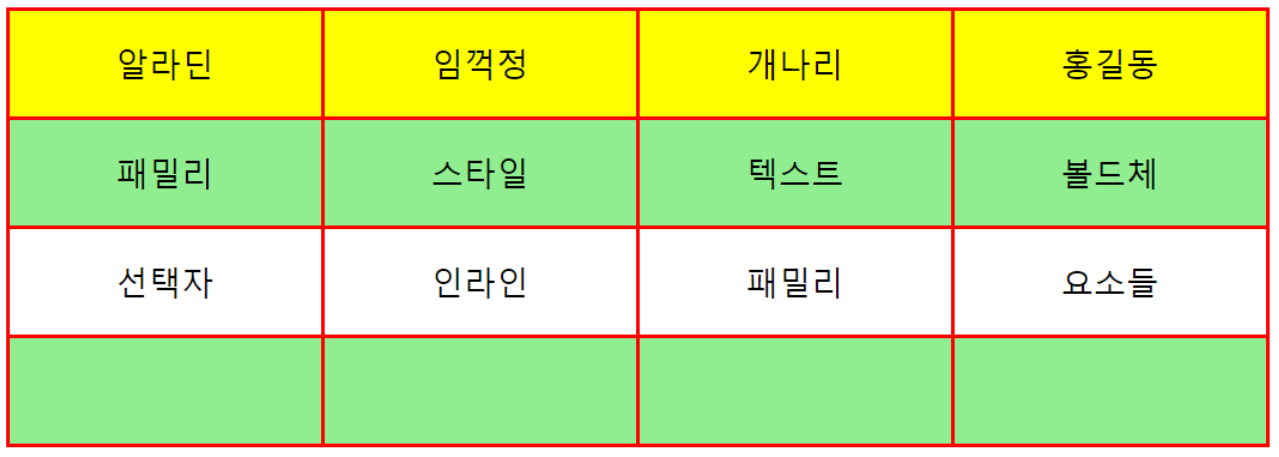 알라딘 임꺽정 개나리 홍길동
패밀리 스타일 텍스트 볼드체
선택자 인라인 패밀리 요소들